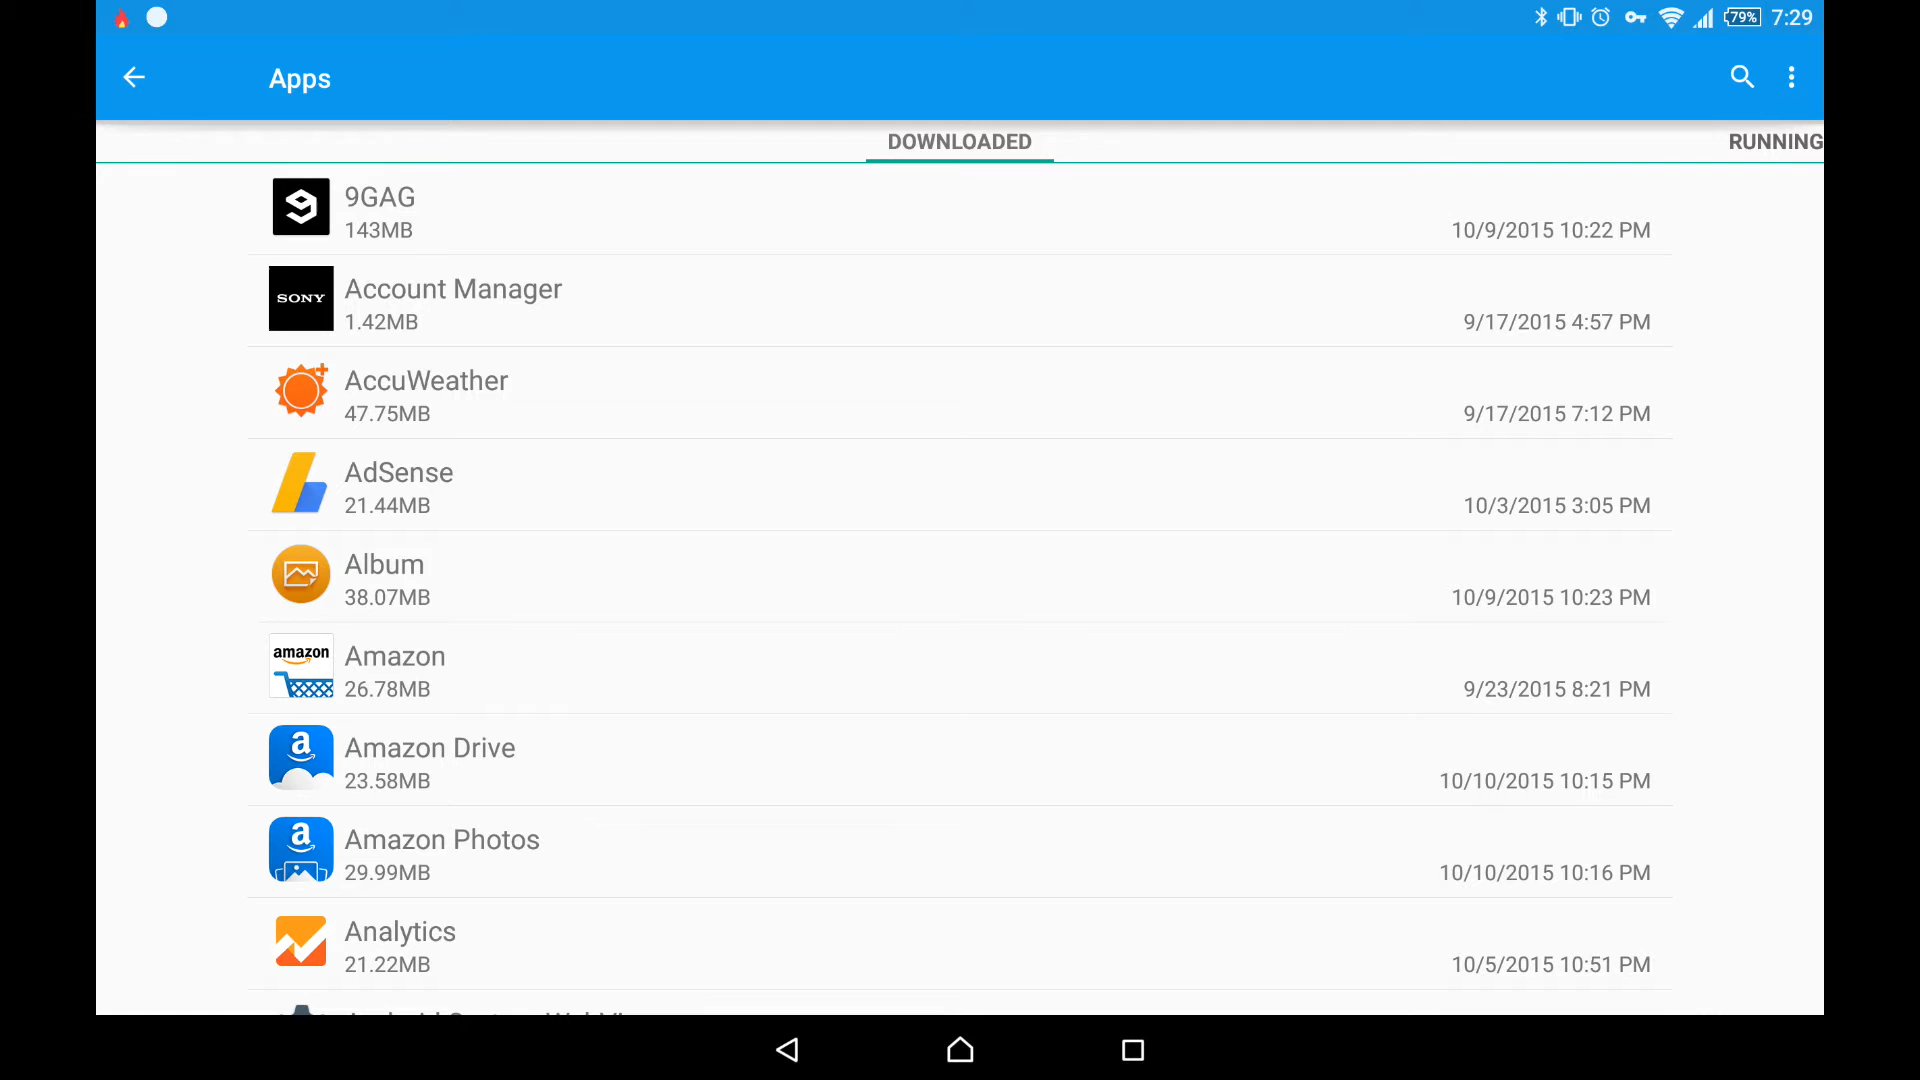 79% 7:29
Apps
DOWNLOADED RUNNING
9GAG
143MB 10/9/2015 10:22 PM
SONY
Account Manager
1.42MB 9/17/2015 4:57 PM
AccuWeather
47.75MB 9/17/2015 7:12 PM
AdSense
21.44MB 10/3/2015 3:05 PM
Album
38.07MB 10/9/2015 10:23 PM
amazon
Amazon
26.78MB 9/23/2015 8:21 PM
Amazon Drive
23.58MB 10/10/2015 10:15 PM
Amazon Photos
29.99MB 10/10/2015 10:16 PM
Analytics
21.22MB 10/5/2015 10:51 PM